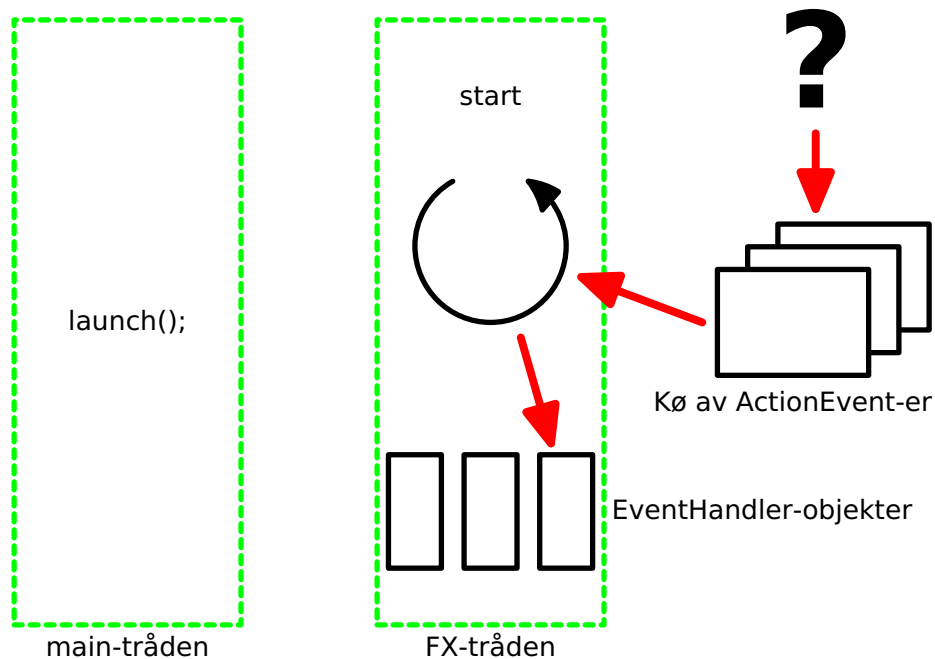 ?
start
launch();
Kø av ActionEvent-er
EventHandler-objekter
main-tråden
FX-tråden